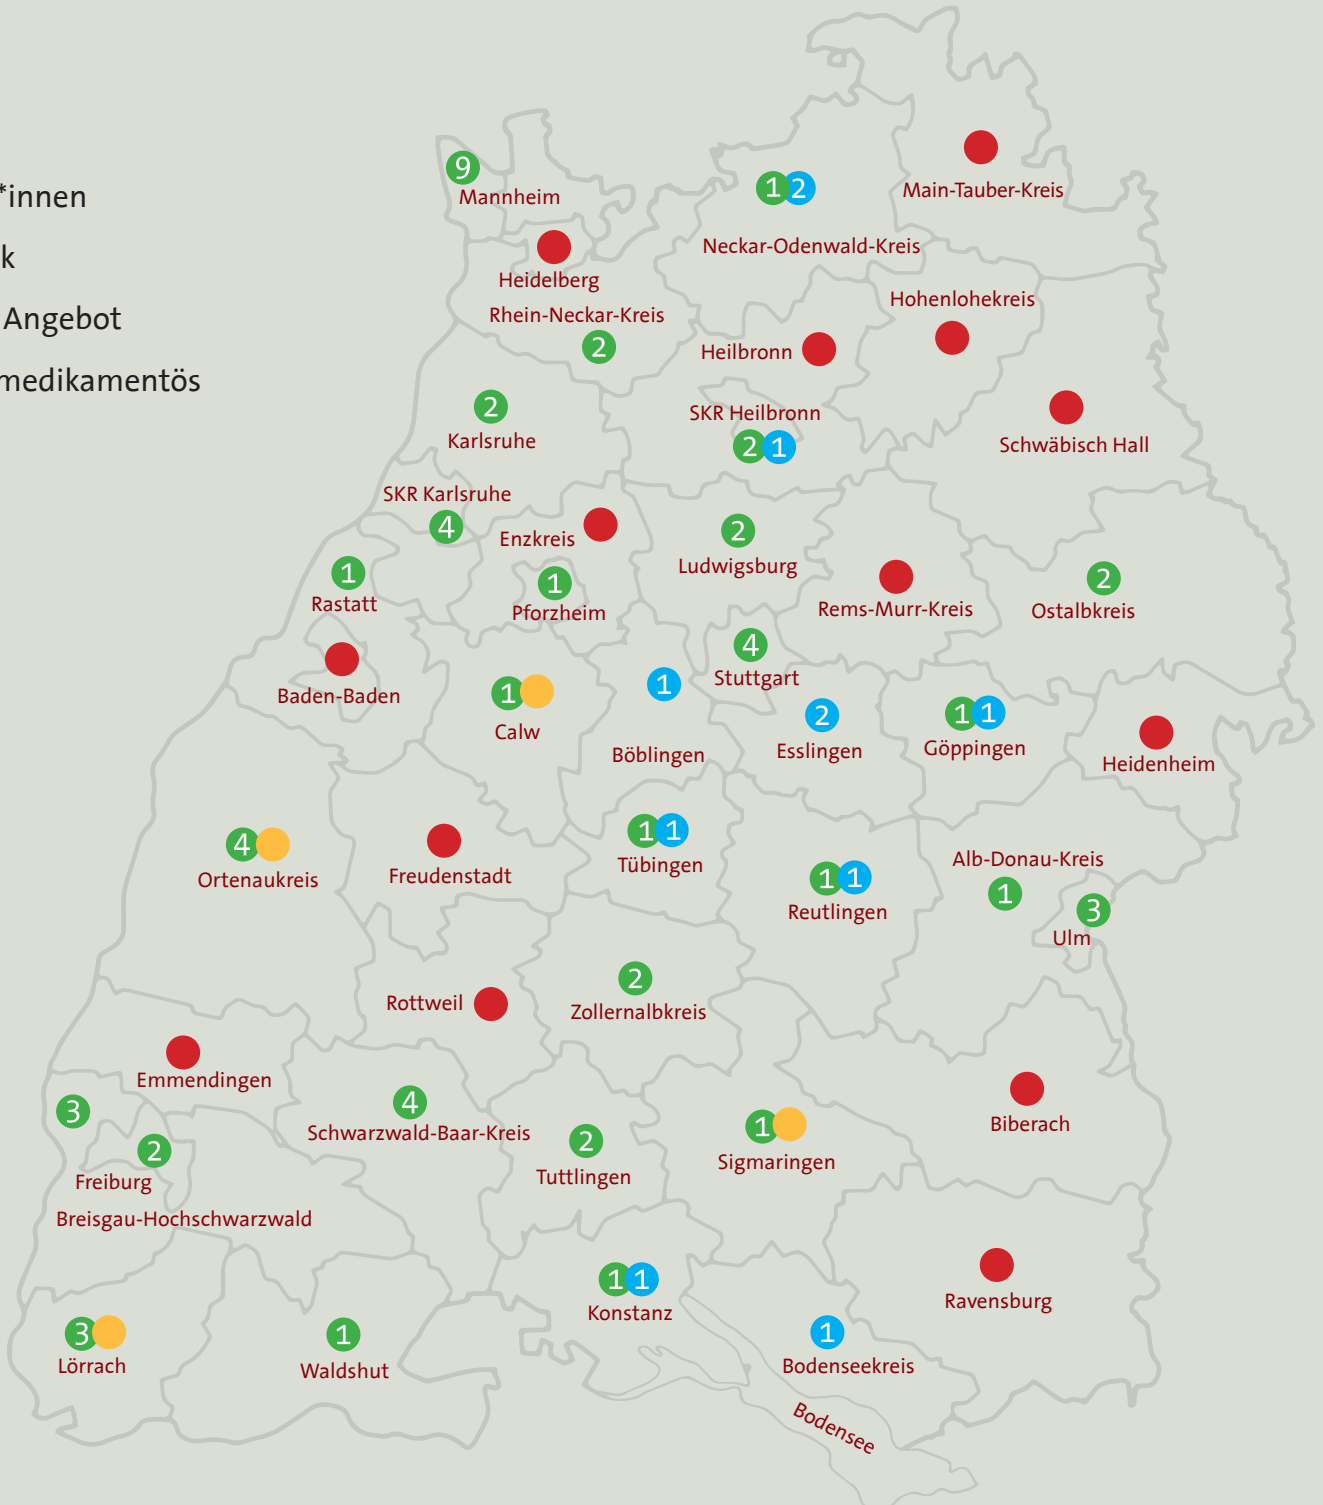 *innen
k
Angebot
medikamentös
9
Mannheim
1 2
Neckar-Odenwald-Kreis
Main-Tauber-Kreis
Heidelberg
Rhein-Neckar-Kreis
2
Hohenlohekreis
Heilbronn
2
Karlsruhe
SKR Heilbronn
2 1
Schwäbisch Hall
SKR Karlsruhe
4
Enzkreis
2
Ludwigsburg
1
Rastatt
1
Pforzheim
Rems-Murr-Kreis
2
Ostalbkreis
Baden-Baden
4
Stuttgart
1
Calw
1
Böblingen
2
Esslingen
1 1
Göppingen
Heidenheim
4
Ortenaukreis
Freudenstadt
1 1
Tübingen
1 1
Reutlingen
Alb-Donau-Kreis
1
3
Ulm
Rottweil
2
Zollernalbkreis
Emmendingen
3
4
Schwarzwald-Baar-Kreis
2
Freiburg
Breisgau-Hochschwarzwald
2
Tuttlingen
1
Sigmaringen
Biberach
Ravensburg
1 1
Konstanz
3
Lörrach
1
Waldshut
1
Bodenseekreis
Bodensee